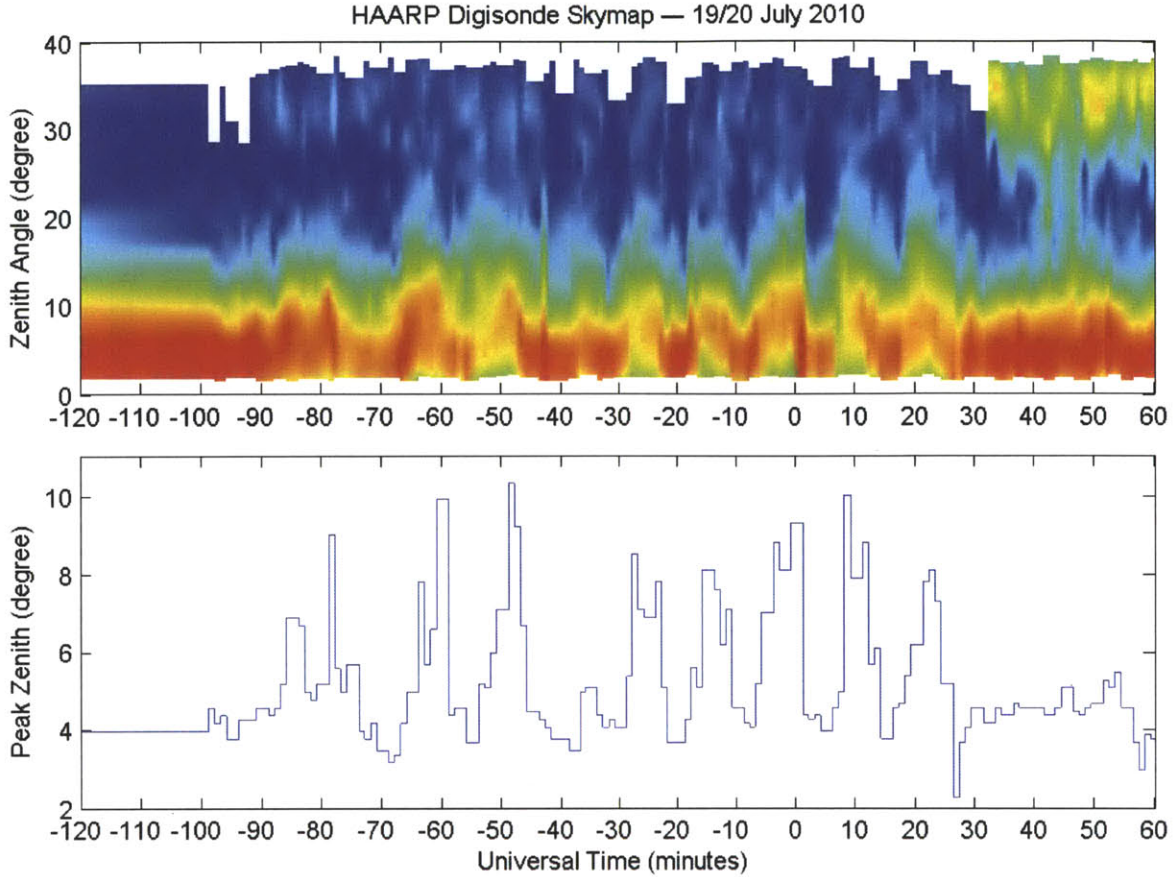 HAARP Digisonde Skymap — 19/20 July 2010
40
30
20
10
0
Zenith Angle (degree)
-120 -110 -100 -90 -80 -70 -60 -50 -40 -30 -20 -10 0 10 20 30 40 50 60
10
8
6
4
2
Peak Zenith (degree)
-120 -110 -100 -90 -80 -70 -60 -50 -40 -30 -20 -10 0 10 20 30 40 50 60
Universal Time (minutes)